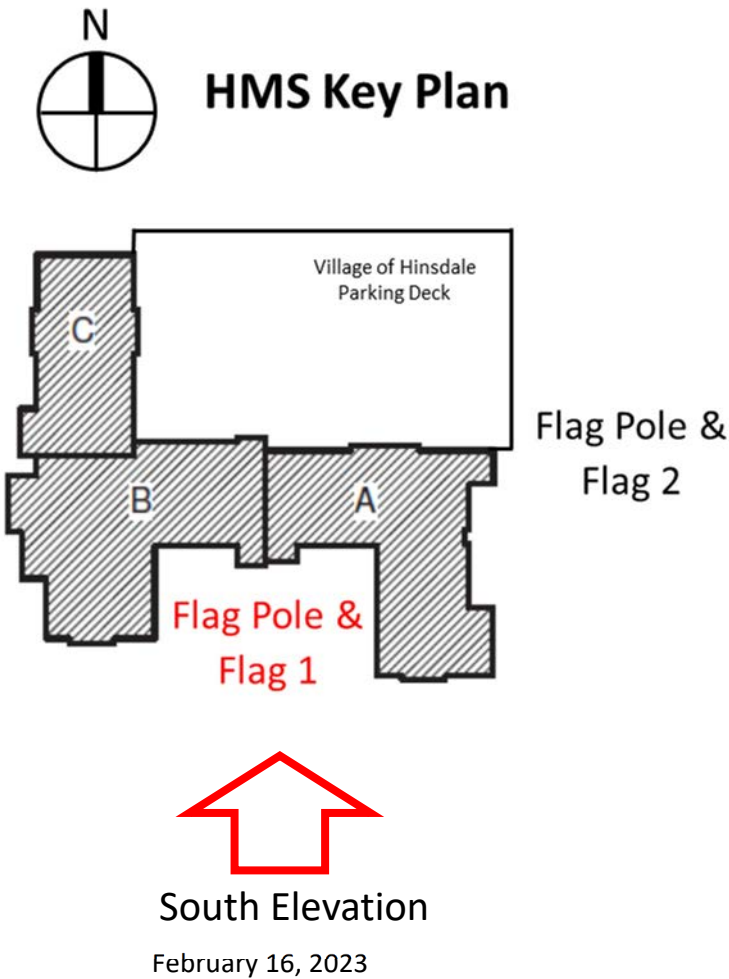 N
HMS Key Plan
Village of Hinsdale
Parking Deck
C
Flag Pole &
Flag 2
B
A
Flag Pole &
Flag 1
South Elevation
February 16, 2023